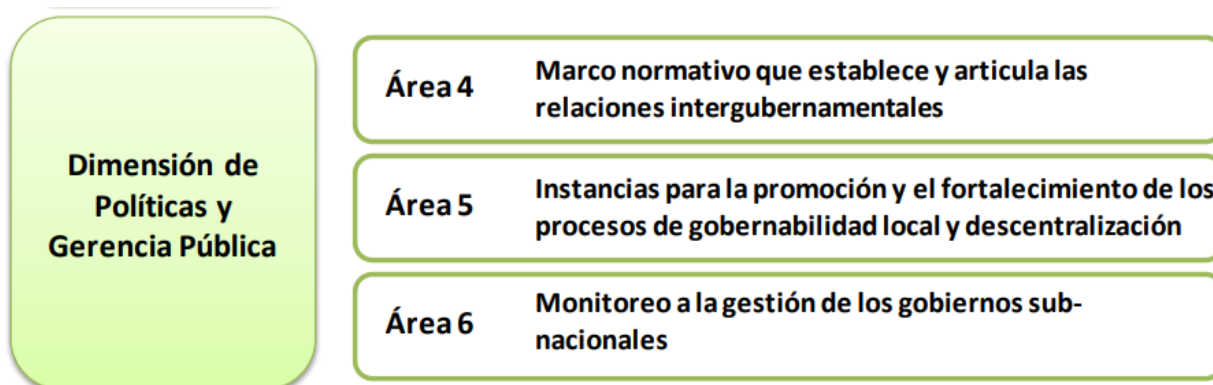 Dimensión de
Políticas y
Gerencia Pública
Área 4
Marco normativo que establece y articula las
relaciones intergubernamentales
Área 5
Instancias para la promoción y el fortalecimiento de los
procesos de gobernabilidad local y descentralización
Área 6
Monitoreo a la gestión de los gobiernos sub-
nacionales